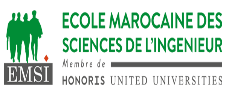 ECOLE MAROCAINE DES
SCIENCES DE L'INGENIEUR
EMSI
Membre de
HONORIS UNITED UNIVERSITIES